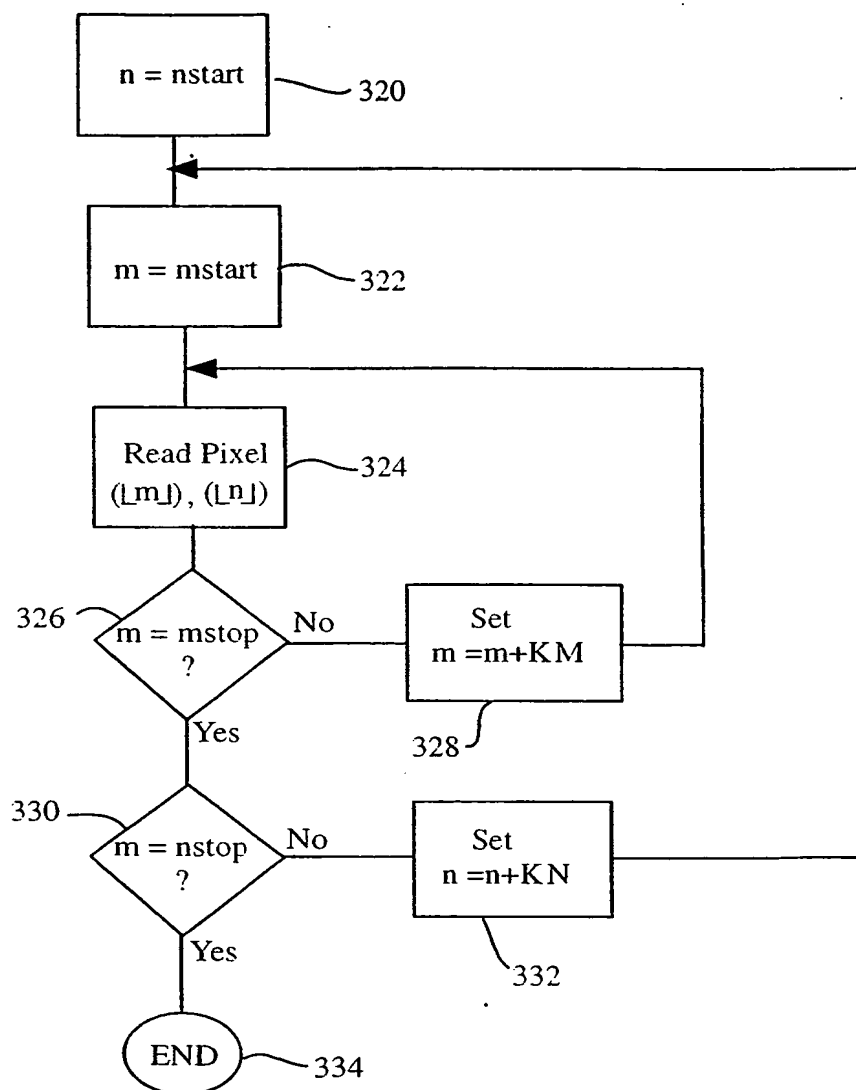 n = nstart
320
m = mstart
322
Read Pixel
(⌊m⌋), (⌊n⌋)
324
326
m = mstop
?
No
Set
m =m+KM
328
Yes
330
m = nstop
?
No
Set
n =n+KN
332
Yes
END
334